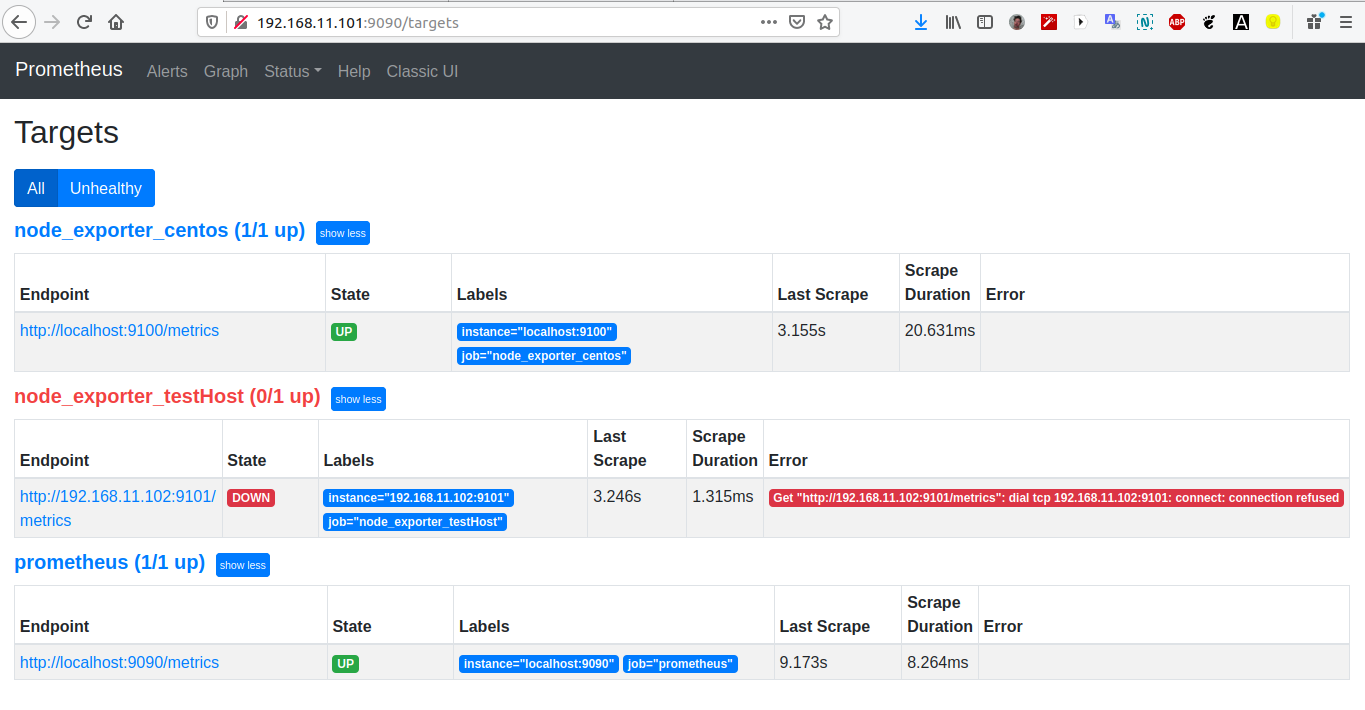 192.168.11.101:9090/targets
ABP
A
Prometheus Alerts Graph Status Help Classic UI
Targets
All Unhealthy
node_exporter_centos (1/1 up) show less
Endpoint State Labels Last Scrape Scrape Duration Error
http://localhost:9100/metrics UP instance="localhost:9100" 3.155s 20.631ms
job="node_exporter_centos"
node_exporter_testHost (0/1 up) show less
Endpoint State Labels Last Scrape Scrape Duration Error
http://192.168.11.102:9101/ DOWN instance="192.168.11.102:9101" 3.246s 1.315ms Get "http://192.168.11.102:9101/metrics": dial tcp 192.168.11.102:9101: connect: connection refused
metrics job="node_exporter_testHost"
prometheus (1/1 up) show less
Endpoint State Labels Last Scrape Scrape Duration Error
http://localhost:9090/metrics UP instance="localhost:9090" job="prometheus" 9.173s 8.264ms